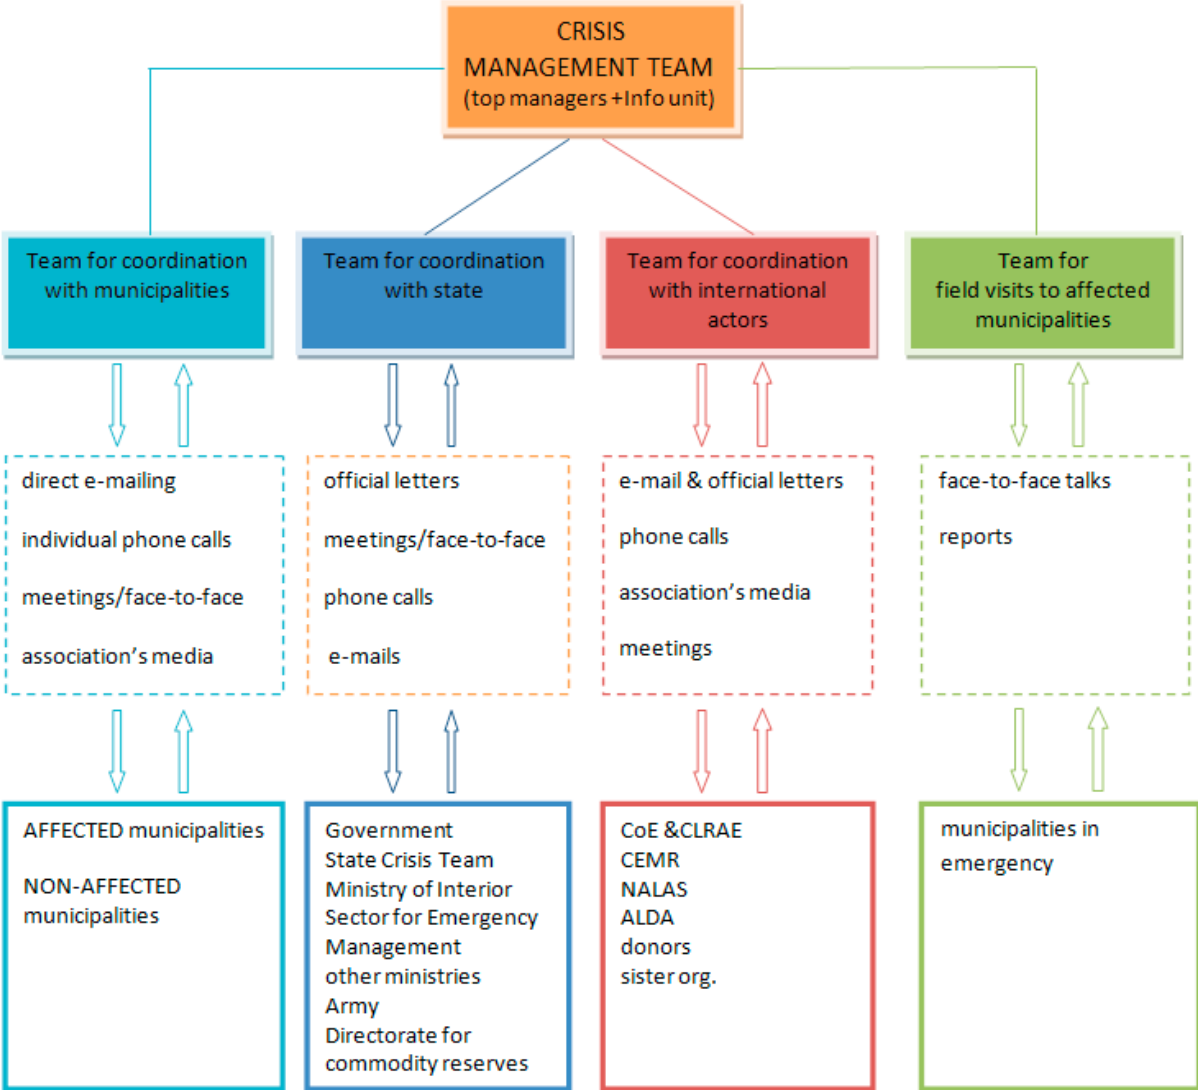 CRISIS
MANAGEMENT TEAM
(top managers +Info unit)
Team for coordination
with municipalities
Team for coordination
with state
Team for coordination
with international
actors
Team for
field visits to affected
municipalities
direct e-mailing
individual phone calls
meetings/face-to-face
association's media
official letters
meetings/face-to-face
phone calls
e-mails
e-mail & official letters
phone calls
association's media
meetings
face-to-face talks
reports
AFFECTED municipalities
NON-AFFECTED
municipalities
Government
State Crisis Team
Ministry of Interior
Sector for Emergency
Management
other ministries
Army
Directorate for
commodity reserves
CoE &CLRAE
CEMR
NALAS
ALDA
donors
sister org.
municipalities in
emergency